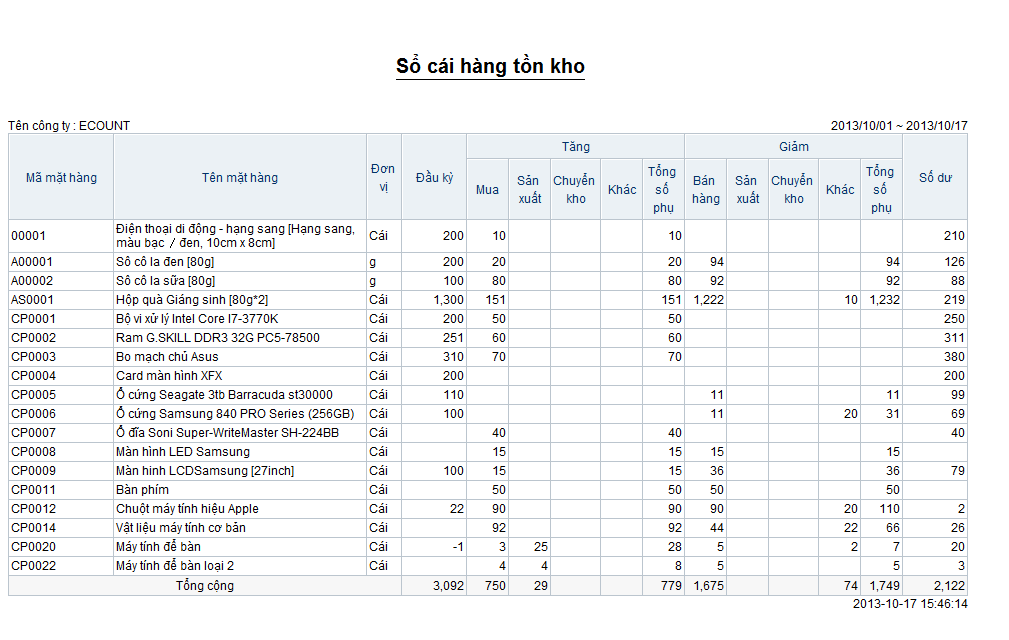 Sổ cái hàng tồn kho
Tên công ty : ECOUNT 2013/10/01 ~ 2013/10/17
Mã mặt hàng Tên mặt hàng Đơn vị Đầu kỳ Tăng Giảm Số dư
Mua Sản xuất Chuyển kho Khác Tổng số phụ Bán hàng Sản xuất Chuyển kho Khác Tổng số phụ
00001 Điện thoại di động - hạng sang [Hạng sang, màu bạc / đen, 10cm x 8cm] Cái 200 10 10 210
A00001 Sô cô la đen [80g] g 200 20 20 94 94 126
A00002 Sô cô la sữa [80g] g 100 80 80 92 92 88
AS0001 Hộp quà Giáng sinh [80g*2] Cái 1,300 151 151 1,222 10 1,232 219
CP0001 Bộ vi xử lý Intel Core I7-3770K Cái 200 50 50 250
CP0002 Ram G.SKILL DDR3 32G PC5-78500 Cái 251 60 60 311
CP0003 Bo mạch chủ Asus Cái 310 70 70 380
CP0004 Card màn hình XFX Cái 200 200
CP0005 Ổ cứng Seagate 3tb Barracuda st30000 Cái 110 11 11 99
CP0006 Ổ cứng Samsung 840 PRO Series (256GB) Cái 100 11 20 31 69
CP0007 Ổ đĩa Soni Super-WriteMaster SH-224BB Cái 40 40 40
CP0008 Màn hình LED Samsung Cái 15 15 15 15
CP0009 Màn hình LCDSamsung [27inch] Cái 100 15 15 36 36 79
CP0011 Bàn phím Cái 50 50 50 50
CP0012 Chuột máy tính hiệu Apple Cái 22 90 90 90 20 110 2
CP0014 Vật liệu máy tính cơ bản Cái 92 92 44 22 66 26
CP0020 Máy tính để bàn Cái -1 3 25 28 5 2 7 20
CP0022 Máy tính để bàn loại 2 Cái 4 4 8 5 5 3
Tổng cộng 3,092 750 29 779 1,675 74 1,749 2,122
2013-10-17 15:46:14